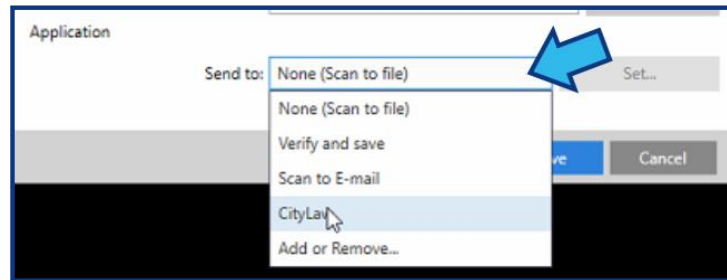 Application
Send to: None (Scan to file) Set...
None (Scan to file)
Verify and save
Scan to E-mail
Cancel
Add or Remove...